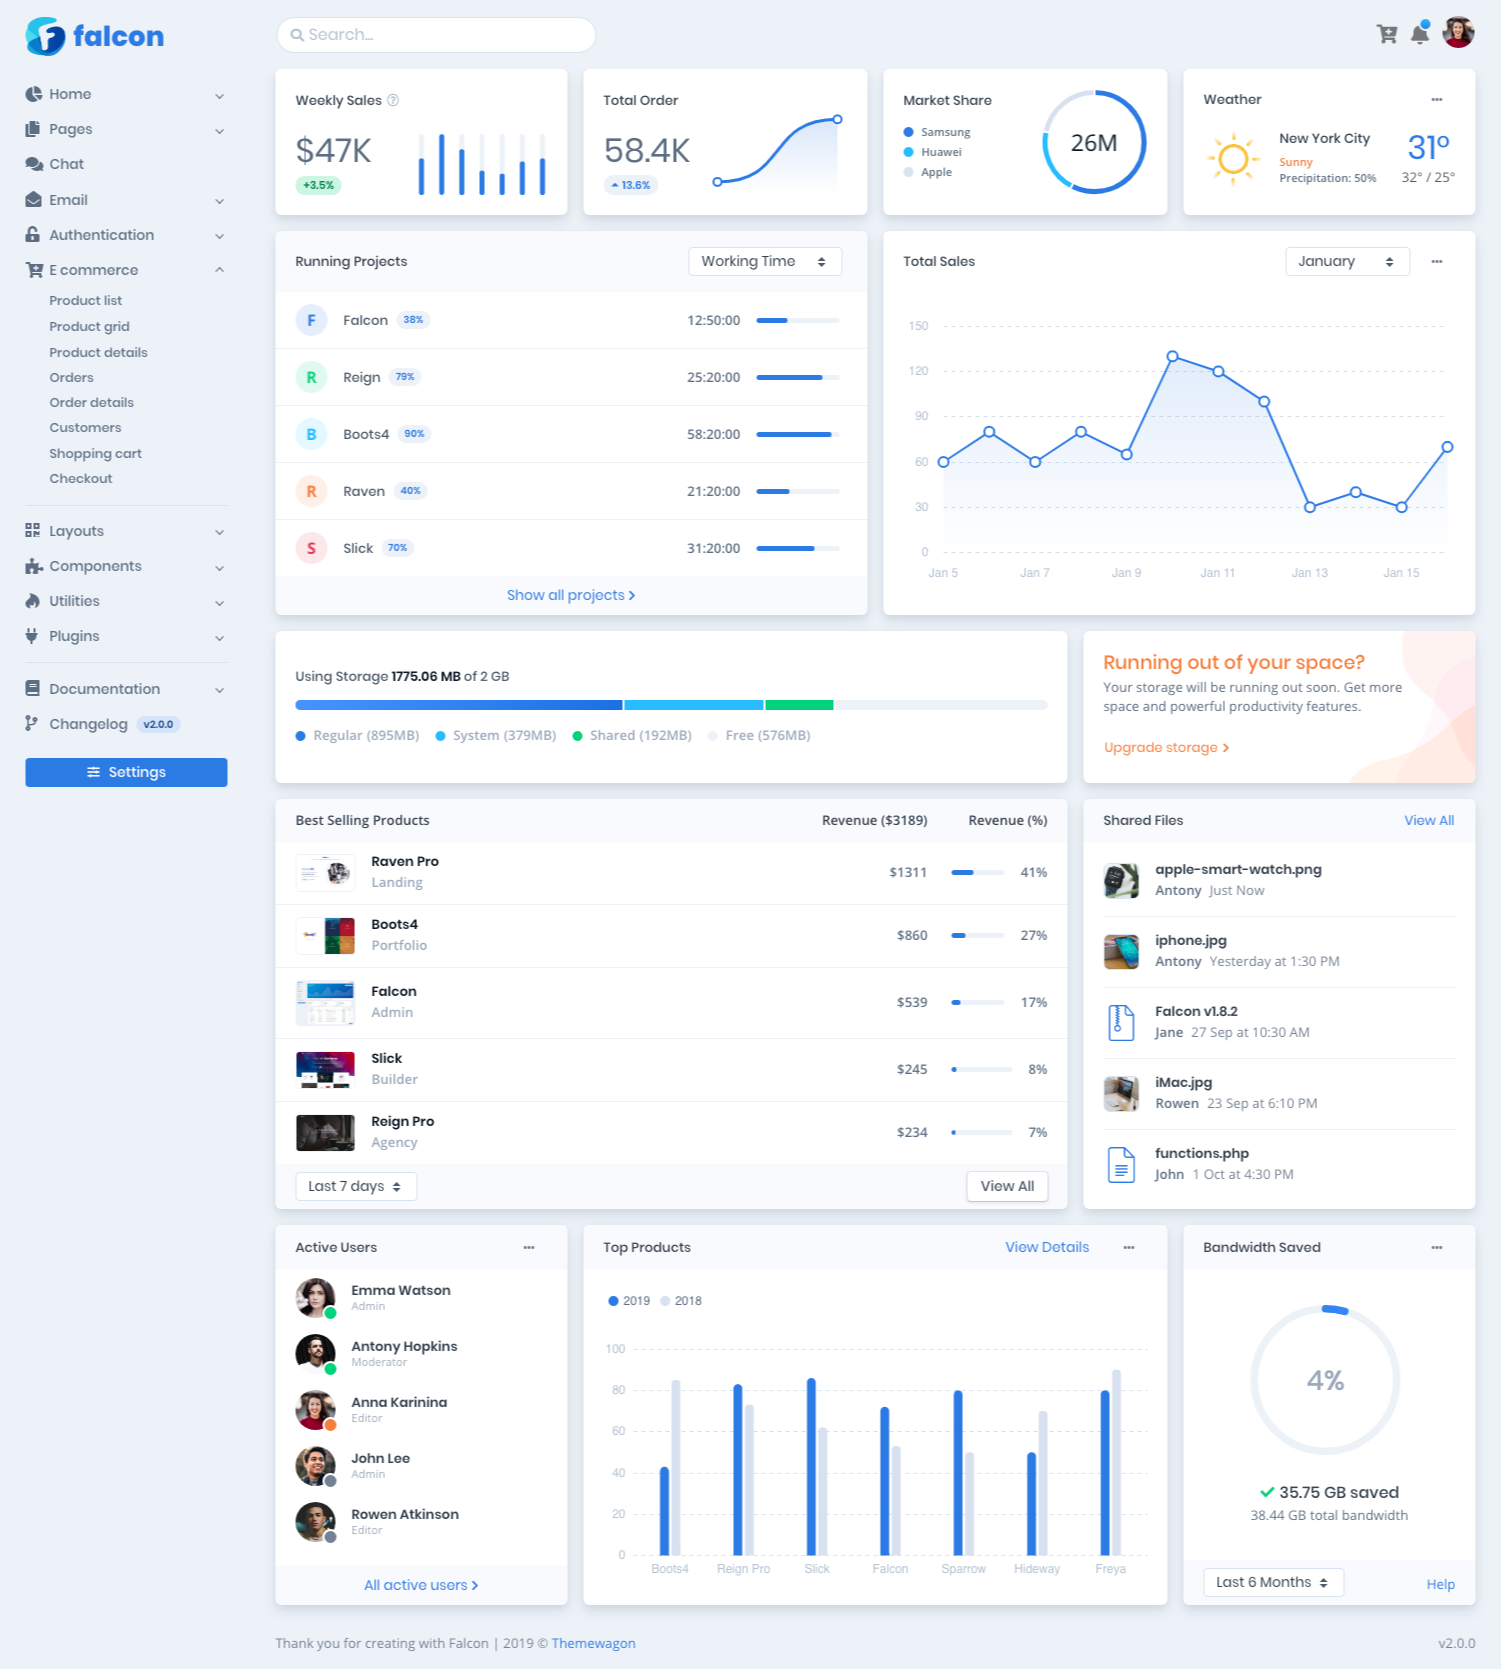 falcon
Search...
Home
Pages
Chat
Email
Authentication
E commerce
Product list
Product grid
Product details
Orders
Order details
Customers
Shopping cart
Checkout
Layouts
Components
Utilities
Plugins
Documentation
Changelog v2.0.0
Settings
Weekly Sales ?
$47K
+3.5%
Total Order
58.4K
13.6%
Market Share
Samsung
Huawei
Apple
26M
Weather
New York City
Sunny
Precipitation: 50%
31°
32° / 25°
Running Projects
Working Time
F Falcon 38% 12:50:00
R Reign 79% 25:20:00
B Boots4 90% 58:20:00
R Raven 40% 21:20:00
S Slick 70% 31:20:00
Show all projects
Total Sales
January
150
120
90
60
30
0
Jan 5 Jan 7 Jan 9 Jan 11 Jan 13 Jan 15
Using Storage 1775.06 MB of 2 GB
Regular (895MB) System (379MB) Shared (192MB) Free (576MB)
Running out of your space?
Your storage will be running out soon. Get more
space and powerful productivity features.
Upgrade storage
Best Selling Products Revenue ($3189) Revenue (%)
Raven Pro
Landing
$1311 41%
Boots4
Portfolio
$860 27%
Falcon
Admin
$539 17%
Slick
Builder
$245 8%
Reign Pro
Agency
$234 7%
Last 7 days
View All
Shared Files View All
apple-smart-watch.png
Antony Just Now
iphone.jpg
Antony Yesterday at 1:30 PM
Falcon v1.8.2
Jane 27 Sep at 10:30 AM
iMac.jpg
Rowen 23 Sep at 6:10 PM
functions.php
John 1 Oct at 4:30 PM
Active Users
Emma Watson
Admin
Antony Hopkins
Moderator
Anna Karinina
Editor
John Lee
Admin
Rowen Atkinson
Editor
All active users
Top Products View Details
2019 2018
100
80
60
40
20
0
Boots4 Reign Pro Slick Falcon Sparrow Hideway Freya
Bandwidth Saved
4%
35.75 GB saved
38.44 GB total bandwidth
Last 6 Months
Help
Thank you for creating with Falcon | 2019 © Themewagon
v2.0.0